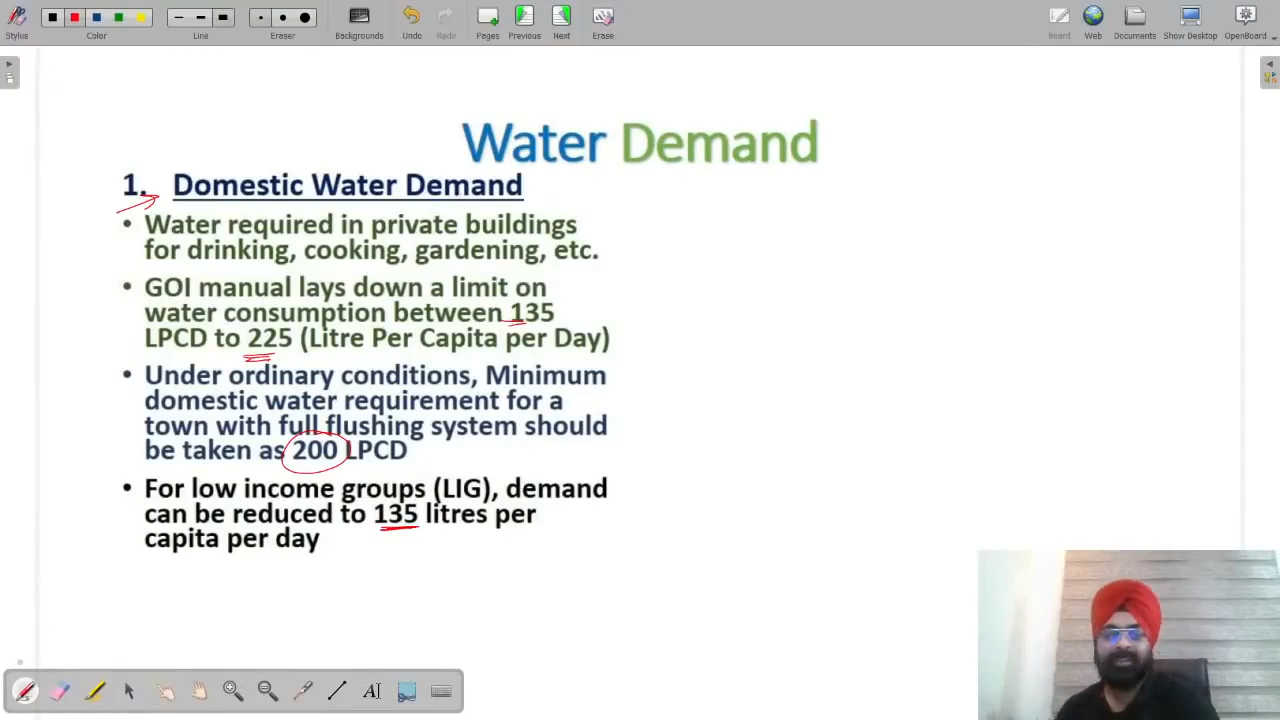 Stylus
Color
Line
Eraser
Backgrounds
Undo
Redo
Pages
Previous
Next
Erase
Board
Web
Documents
Show Desktop
OpenBoard
Water Demand
1. Domestic Water Demand
• Water required in private buildings
for drinking, cooking, gardening, etc.
• GOI manual lays down a limit on
water consumption between 135
LPCD to 225 (Litre Per Capita per Day)
• Under ordinary conditions, Minimum
domestic water requirement for a
town with full flushing system should
be taken as 200 LPCD
• For low income groups (LIG), demand
can be reduced to 135 litres per
capita per day